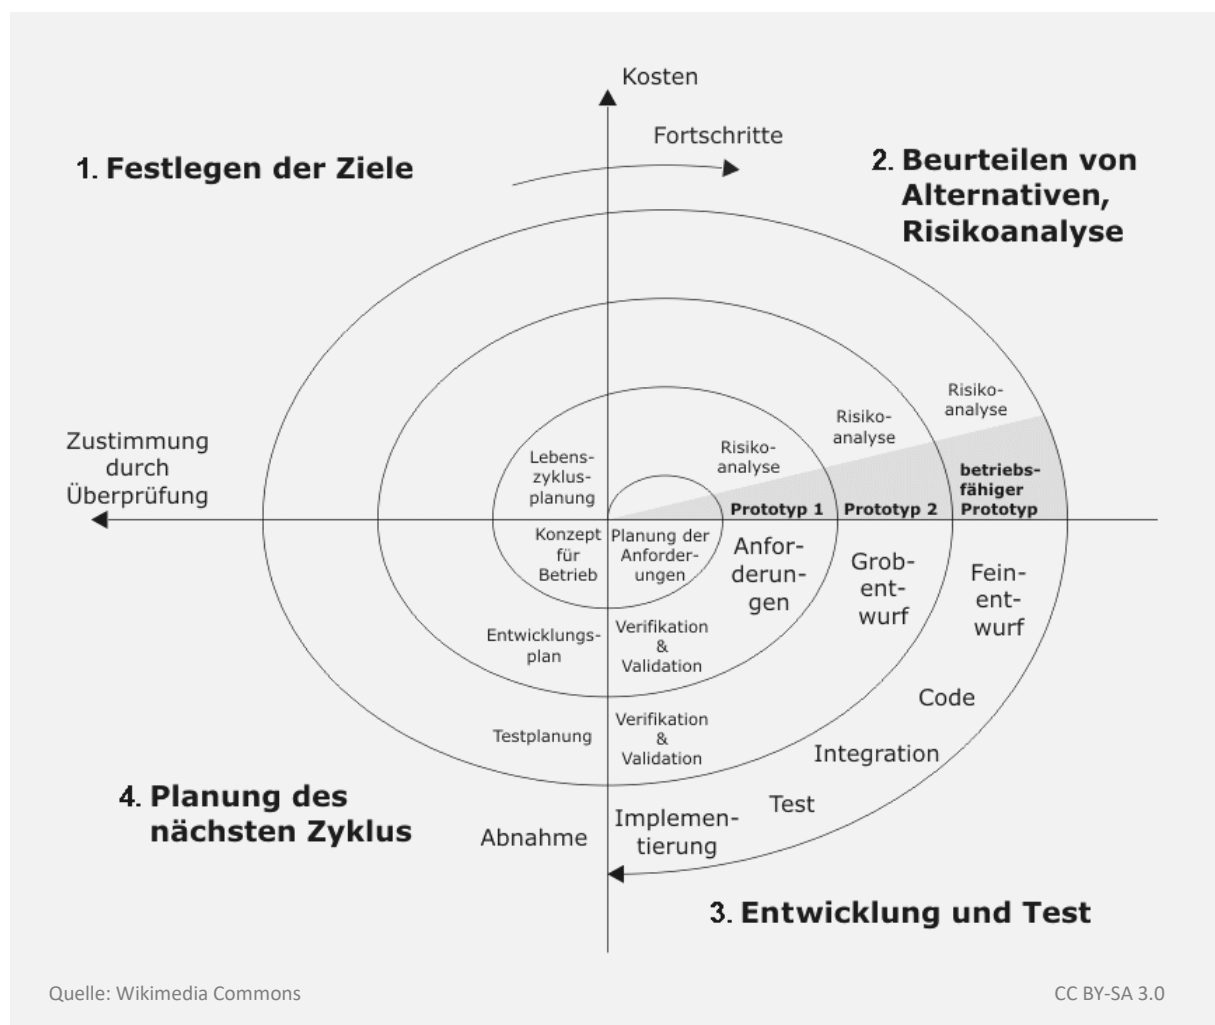 Kosten
Fortschritte
1. Festlegen der Ziele
2. Beurteilen von
Alternativen,
Risikoanalyse
Zustimmung
durch
Überprüfung
Lebens-
zyklus-
planung
Risiko-
analyse
Risiko-
analyse
Risiko-
analyse
Prototyp 1
Prototyp 2
betriebs-
fähiger
Prototyp
Konzept
für
Betrieb
Planung der
Anforder-
ungen
Anfor-
derun-
gen
Grob-
ent-
wurf
Fein-
ent-
wurf
Entwicklungs-
plan
Verifikation
&
Validation
Testplanung
Verifikation
&
Validation
Code
Integration
Test
Implemen-
tierung
Abnahme
4. Planung des
nächsten Zyklus
3. Entwicklung und Test
Quelle: Wikimedia Commons
CC BY-SA 3.0